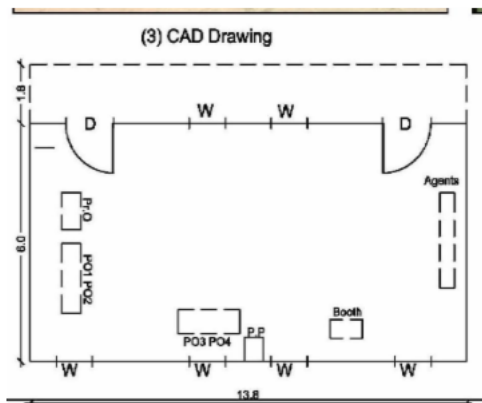 (3) CAD Drawing
1.8
W W
D D
Agents
Pr.O
6.0
PO1 PO2
Booth
P.P
PO3 PO4
W W W W
13.8